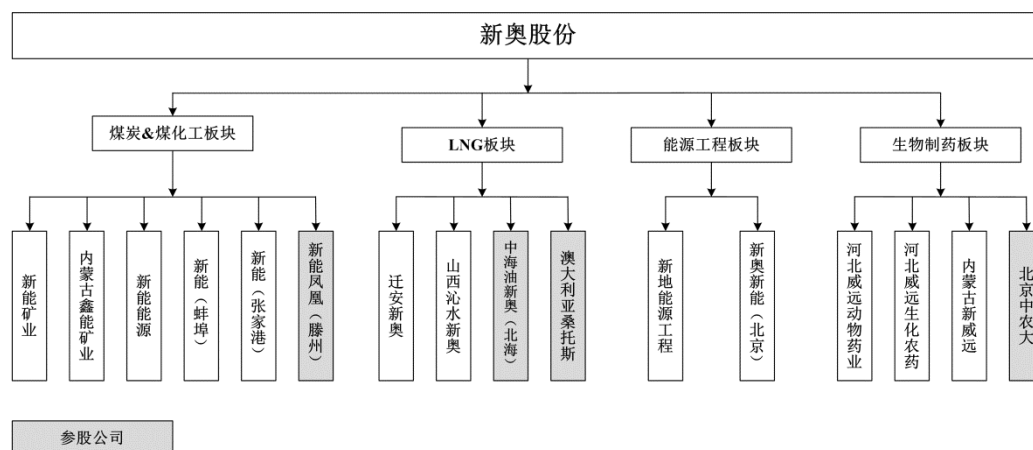 新奥股份
煤炭&煤化工板块
LNG板块
能源工程板块
生物制药板块
新能矿业
内蒙古鑫能矿业
新能能源
新能（蚌埠）
新能（张家港）
新能凤凰（滕州）
迁安新奥
山西沁水新奥
中海油新奥（北海）
澳大利亚桑托斯
新地能源工程
新奥新能（北京）
河北威远动物药业
河北威远生化农药
内蒙古新威远
北京中农大
参股公司